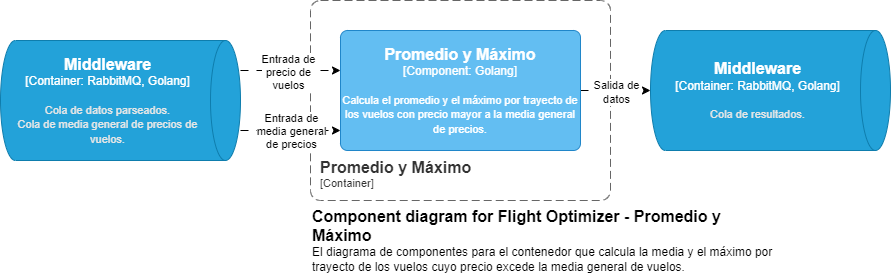 Middleware
[Container: RabbitMQ, Golang]
Cola de datos parseados.
Cola de media general de precios de
vuelos.
Entrada de
precio de
vuelos
Entrada de
media general
de precios
Promedio y Máximo
[Component: Golang]
Calcula el promedio y el máximo por trayecto de
los vuelos con precio mayor a la media general
de precios.
Promedio y Máximo
[Container]
Salida de
datos
Middleware
[Container: RabbitMQ, Golang]
Cola de resultados.
Component diagram for Flight Optimizer - Promedio y
Máximo
El diagrama de componentes para el contenedor que calcula la media y el máximo por
trayecto de los vuelos cuyo precio excede la media general de vuelos.